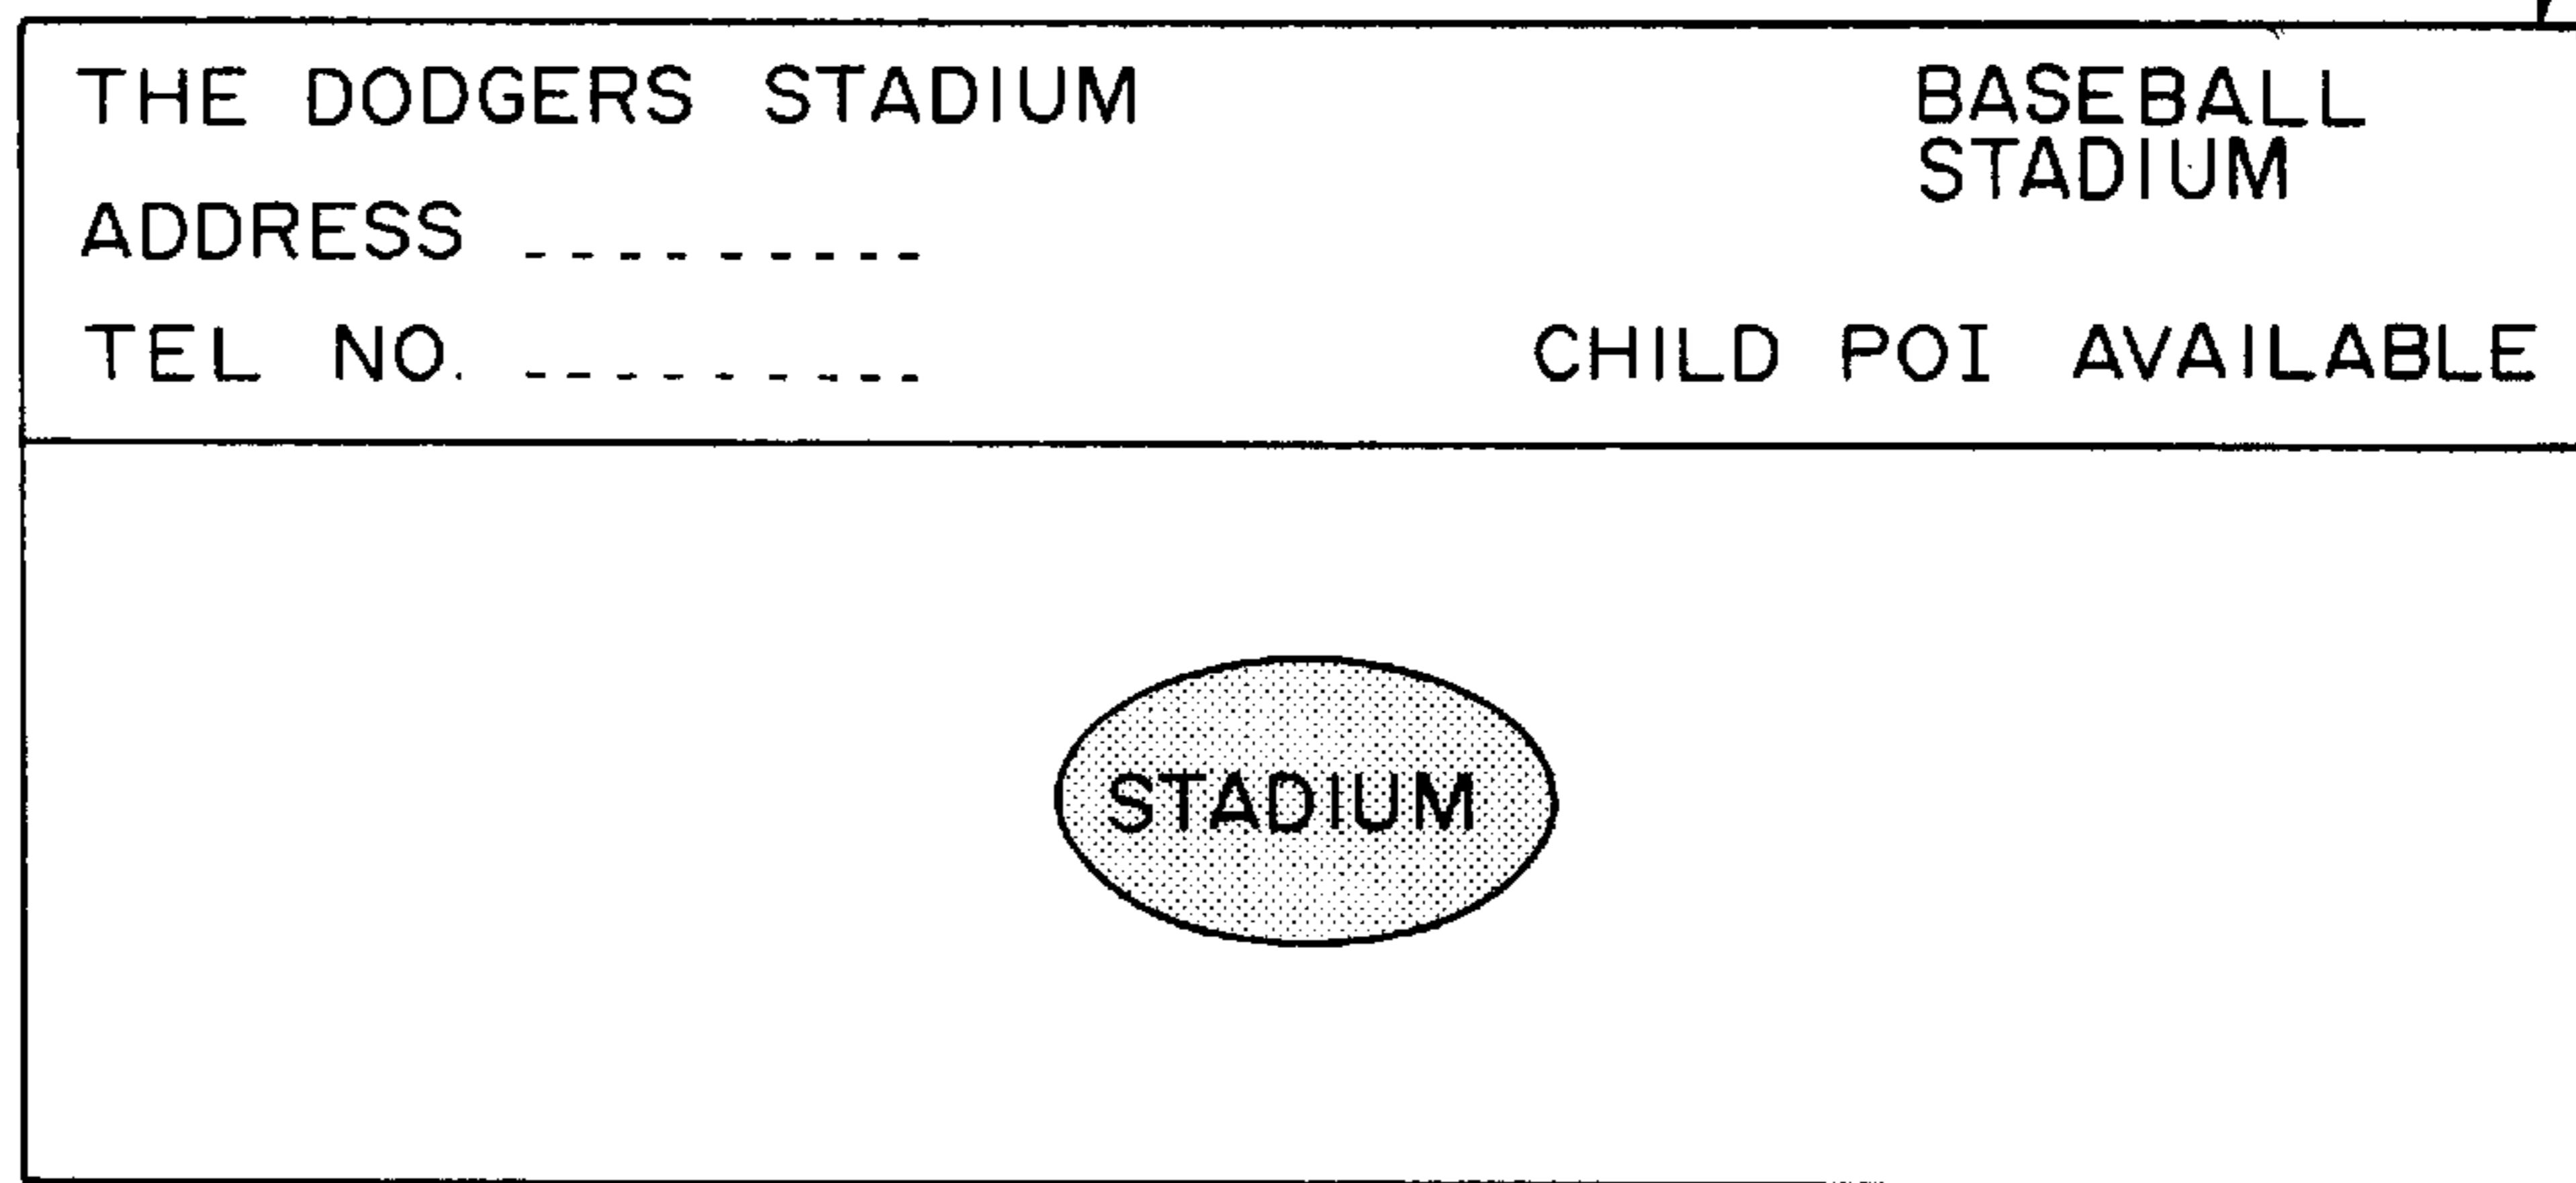 THE DODGERS STADIUM
BASEBALL
STADIUM
ADDRESS ---------
TEL NO. ---------
CHILD POI AVAILABLE
STADIUM